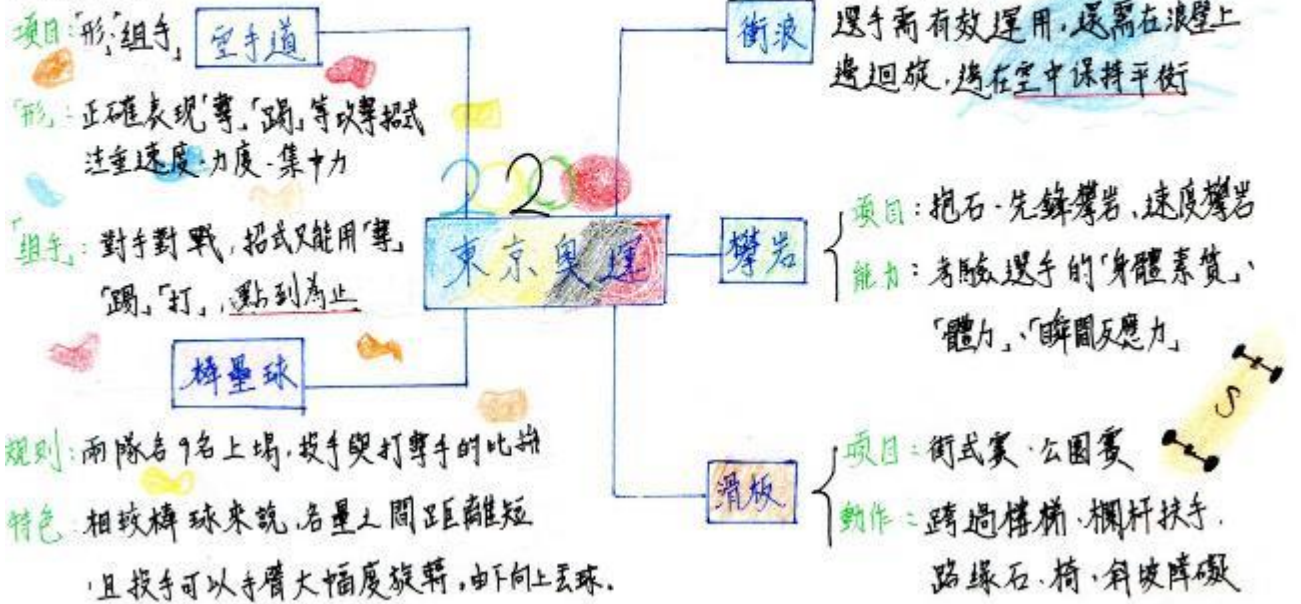 項目:「形」「組手」
空手道
「形」:正確表現「擊」、「踢」等攻擊招式
注重速度、力度、集中力
「組手」:對手對戰,招式又能用「擊」
「踢」「打」,點到為止
棒壘球
規則:兩隊各9名上場,投手與打擊手的比拚
特色:相較棒球來說,各壘之間距離短
,且投手可以手臂大幅度旋轉,由下向上丟球。
2020
東京奧運
衝浪
選手需有效運用,還需在浪壁上
邊迴旋,邊在空中保持平衡
攀岩
項目:抱石、先鋒攀岩、速度攀岩
能力:考驗選手的「身體素質」、
「體力」、「瞬間反應力」
S
滑板
項目:街式賽、公園賽
動作:跨過樓梯、欄杆扶手、
路緣石、椅、斜坡障礙